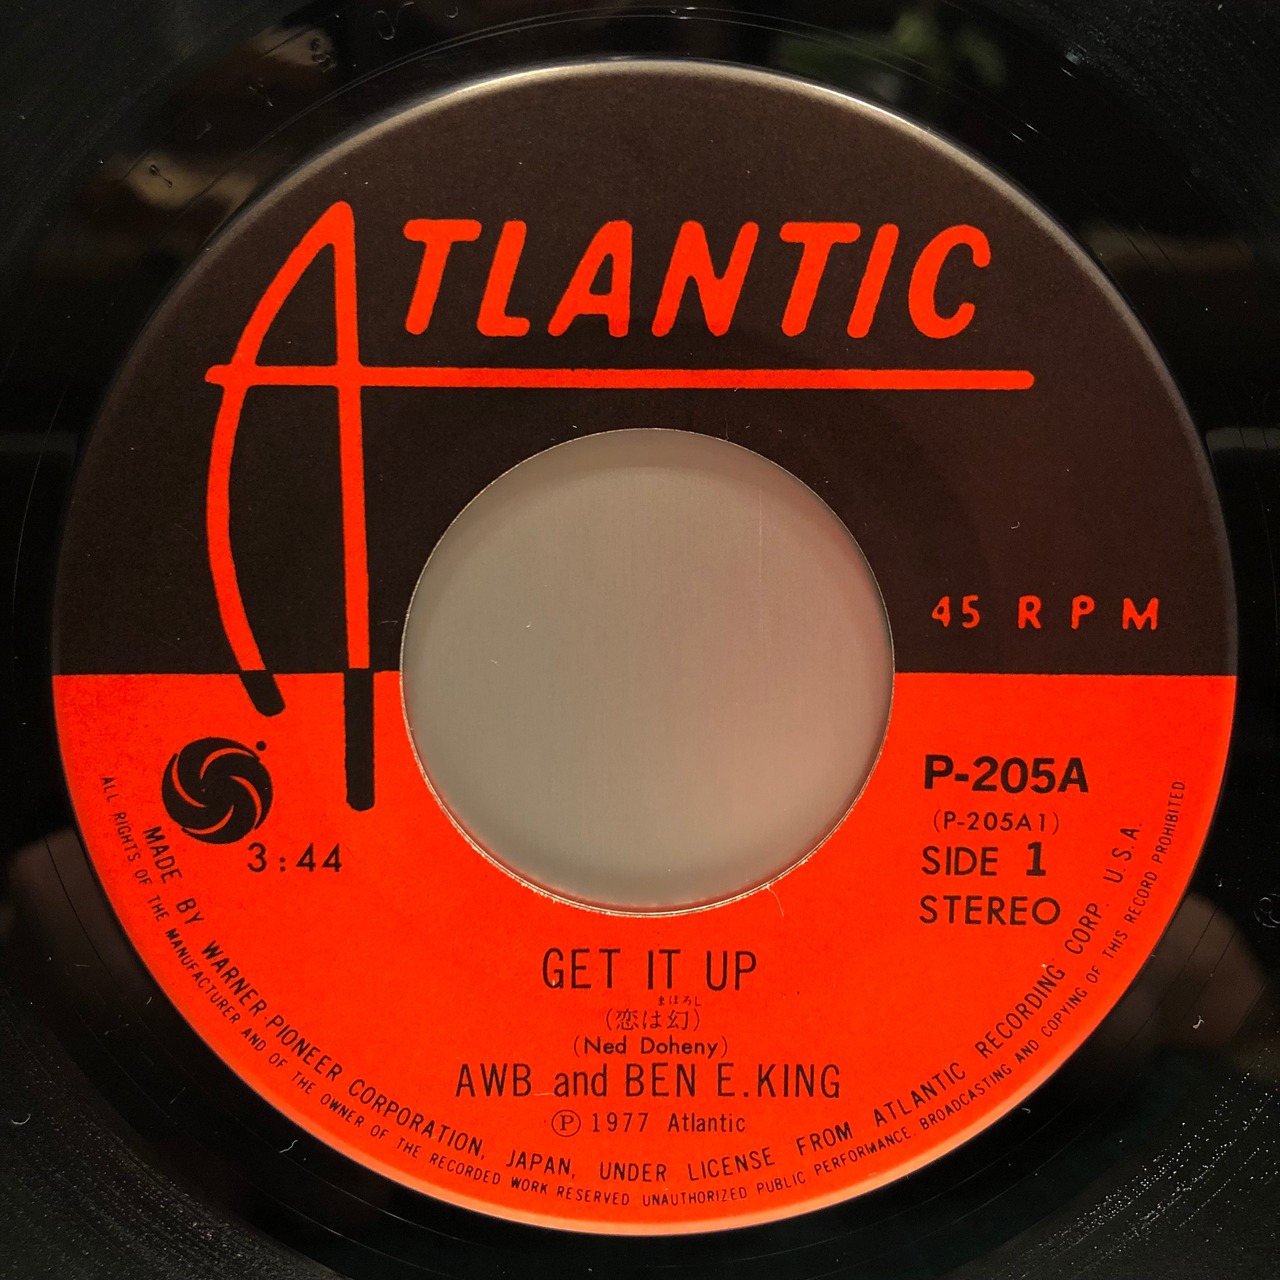 ATLANTIC
45 RPM
P-205A
(P-205A1)
3:44
SIDE 1
STEREO
GET IT UP
まぼろし
(恋は幻)
(Ned Doheny)
AWB and BEN E.KING
Ⓟ 1977 Atlantic
MADE BY WARNER-PIONEER CORPORATION, JAPAN, UNDER LICENSE FROM ATLANTIC RECORDING CORP. U.S.A.
ALL RIGHTS OF THE MANUFACTURER AND OF THE OWNER OF THE RECORDED WORK RESERVED UNAUTHORIZED PUBLIC PERFORMANCE. BROADCASTING AND COPYING OF THIS RECORD PROHIBITED